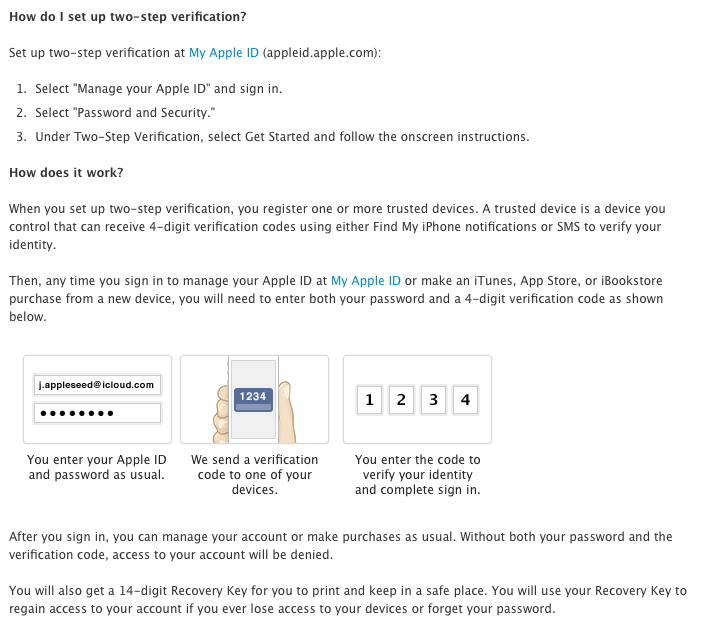 How do I set up two-step verification?
Set up two-step verification at My Apple ID (appleid.apple.com):
1. Select "Manage your Apple ID" and sign in.
2. Select "Password and Security."
3. Under Two-Step Verification, select Get Started and follow the onscreen instructions.
How does it work?
When you set up two-step verification, you register one or more trusted devices. A trusted device is a device you
control that can receive 4-digit verification codes using either Find My iPhone notifications or SMS to verify your
identity.
Then, any time you sign in to manage your Apple ID at My Apple ID or make an iTunes, App Store, or iBookstore
purchase from a new device, you will need to enter both your password and a 4-digit verification code as shown
below.
j.appleseed@icloud.com
●●●●●●●●
1234
1 2 3 4
You enter your Apple ID
and password as usual.
We send a verification
code to one of your
devices.
You enter the code to
verify your identity
and complete sign in.
After you sign in, you can manage your account or make purchases as usual. Without both your password and the
verification code, access to your account will be denied.
You will also get a 14-digit Recovery Key for you to print and keep in a safe place. You will use your Recovery Key to
regain access to your account if you ever lose access to your devices or forget your password.